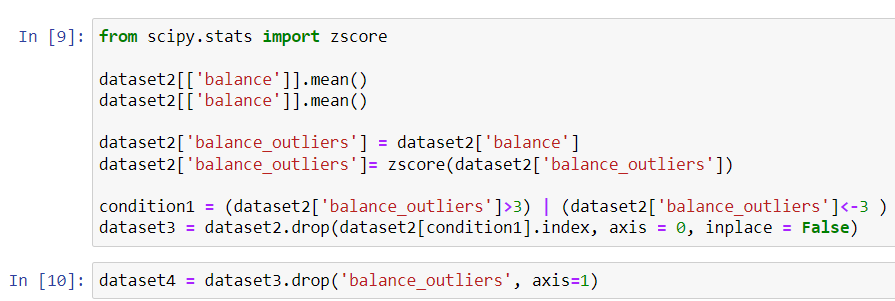 In [9]: from scipy.stats import zscore
dataset2[['balance']].mean()
dataset2[['balance']].mean()
dataset2['balance_outliers'] = dataset2['balance']
dataset2['balance_outliers']= zscore(dataset2['balance_outliers'])
condition1 = (dataset2['balance_outliers']>3) | (dataset2['balance_outliers']<-3 )
dataset3 = dataset2.drop(dataset2[condition1].index, axis = 0, inplace = False)
In [10]: dataset4 = dataset3.drop('balance_outliers', axis=1)